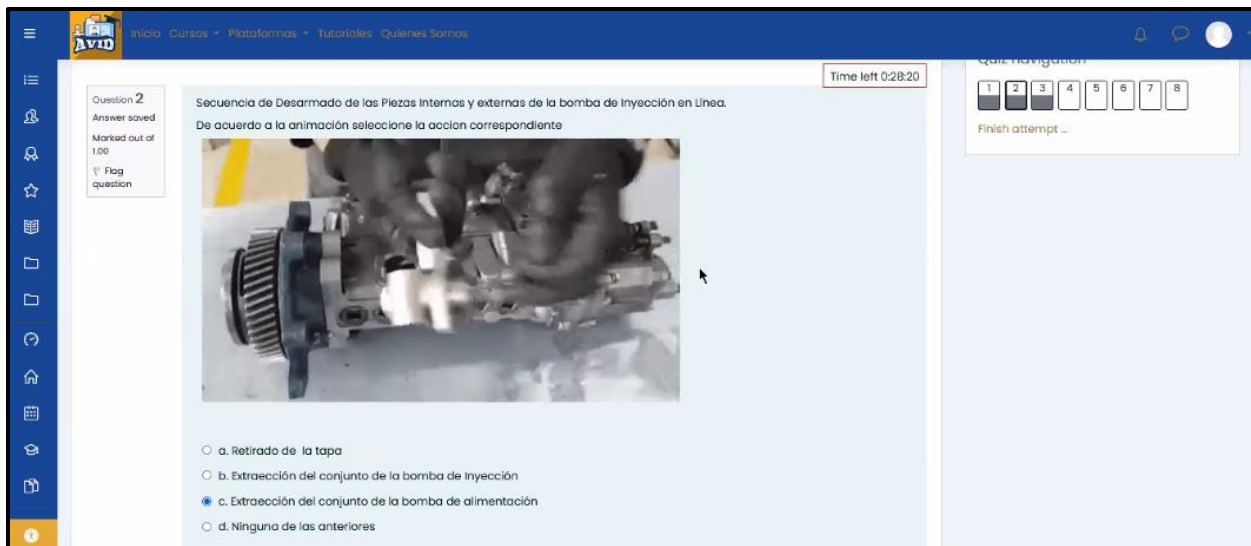 AVID
Inicio Cursos Plataformas Tutoriales Quienes Somos
Time left 0:28:20
Quiz navigation
1 2 3 4 5 6 7 8
Finish attempt ...
Question 2
Answer saved
Marked out of
1.00
Flag
question
Secuencia de Desarmado de las Piezas Internas y externas de la bomba de Inyección en Linea.
De acuerdo a la animación seleccione la accion correspondiente
a. Retirado de la tapa
b. Extraección del conjunto de la bomba de Inyección
c. Extraección del conjunto de la bomba de alimentación
d. Ninguna de las anteriores